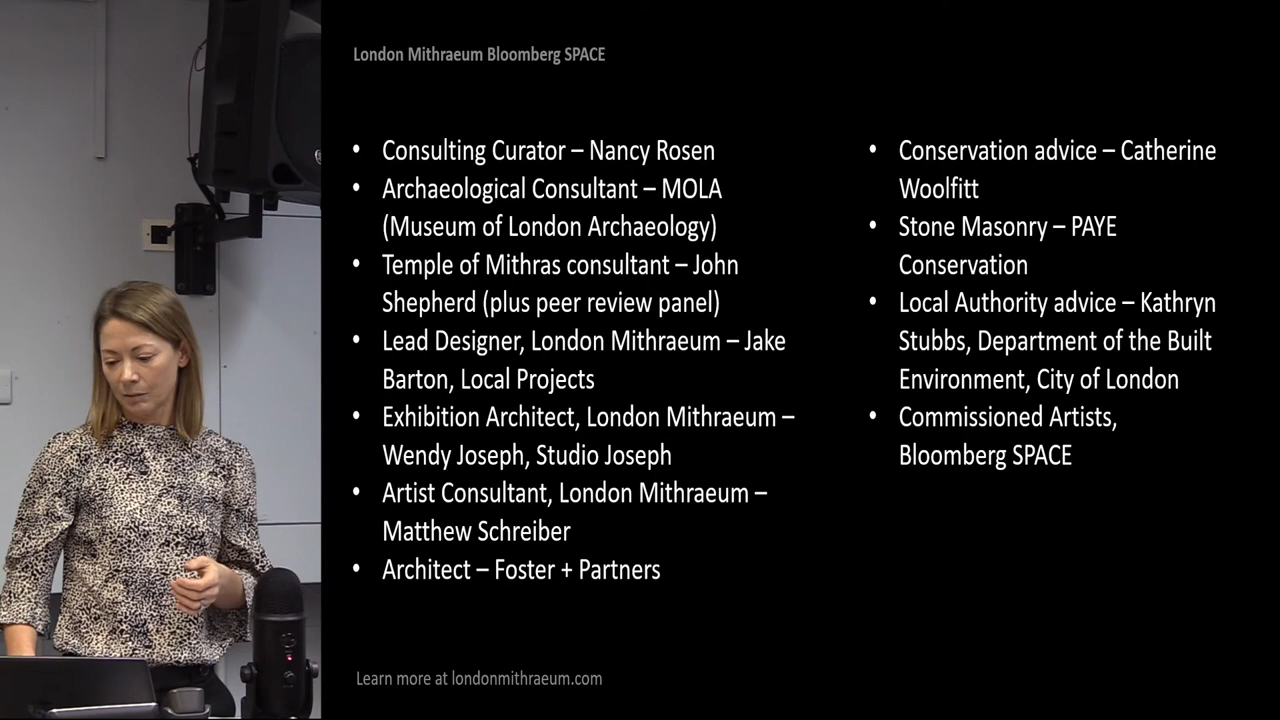 London Mithraeum Bloomberg SPACE
• Consulting Curator – Nancy Rosen
• Archaeological Consultant – MOLA
(Museum of London Archaeology)
• Temple of Mithras consultant – John
Shepherd (plus peer review panel)
• Lead Designer, London Mithraeum – Jake
Barton, Local Projects
• Exhibition Architect, London Mithraeum –
Wendy Joseph, Studio Joseph
• Artist Consultant, London Mithraeum –
Matthew Schreiber
• Architect – Foster + Partners
• Conservation advice – Catherine
Woolfitt
• Stone Masonry – PAYE
Conservation
• Local Authority advice – Kathryn
Stubbs, Department of the Built
Environment, City of London
• Commissioned Artists,
Bloomberg SPACE
Learn more at londonmithraeum.com